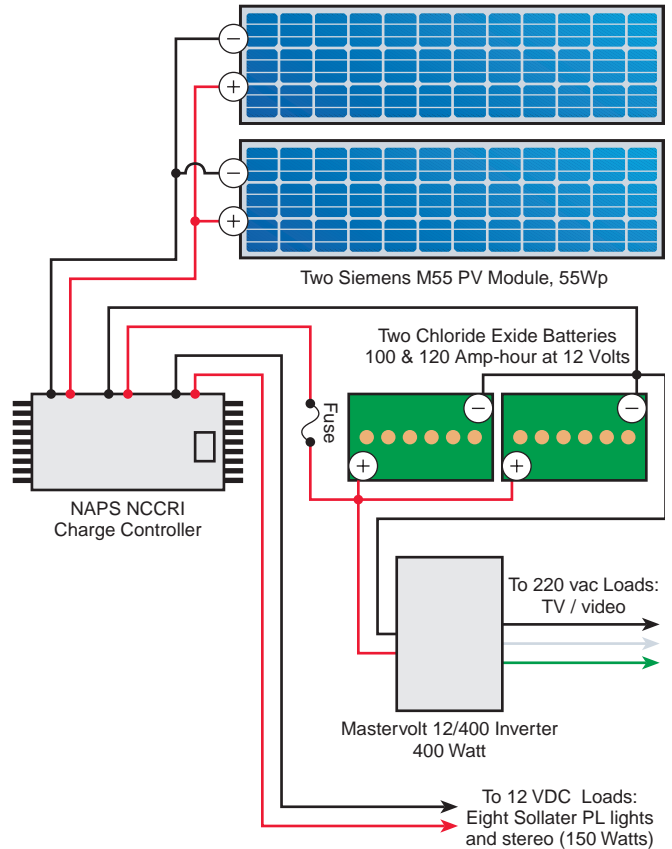 −
+
−
+
Two Siemens M55 PV Module, 55Wp
Two Chloride Exide Batteries
100 & 120 Amp-hour at 12 Volts
Fuse
−
−
+
+
NAPS NCCRI
Charge Controller
To 220 vac Loads:
TV / video
Mastervolt 12/400 Inverter
400 Watt
To 12 VDC Loads:
Eight Sollater PL lights
and stereo (150 Watts)